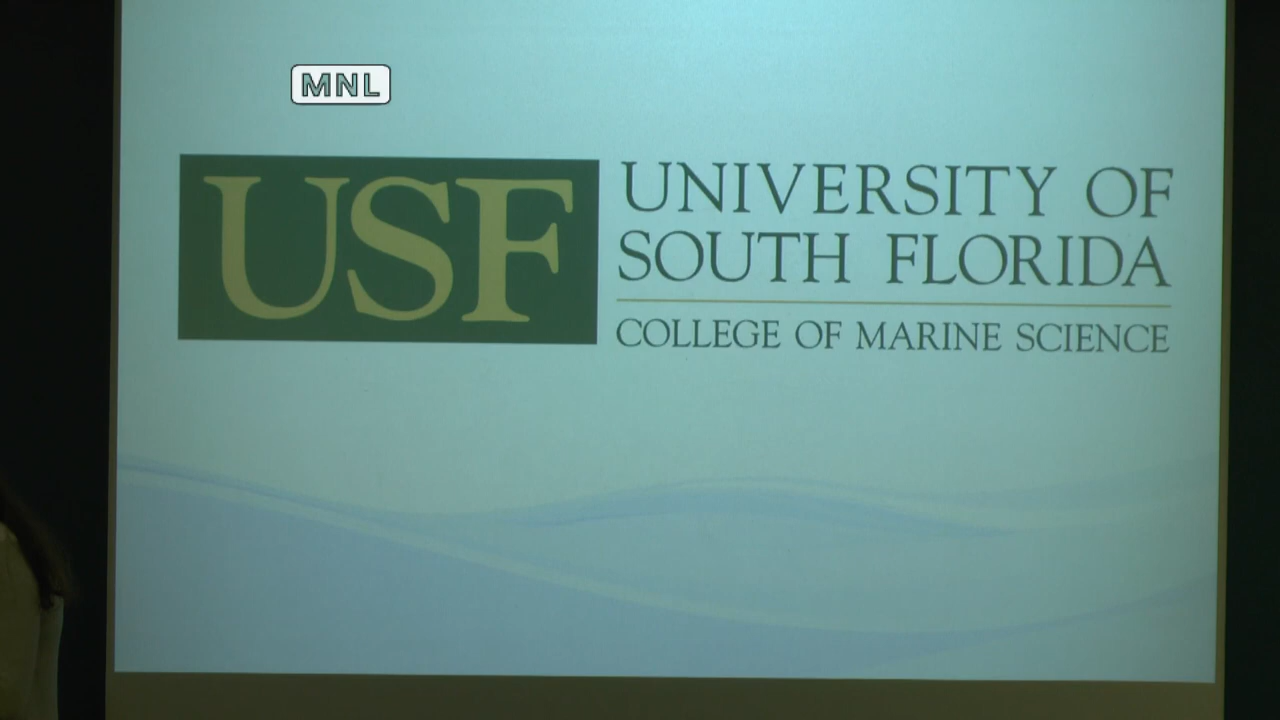 MNL
USF
UNIVERSITY OF
SOUTH FLORIDA
COLLEGE OF MARINE SCIENCE